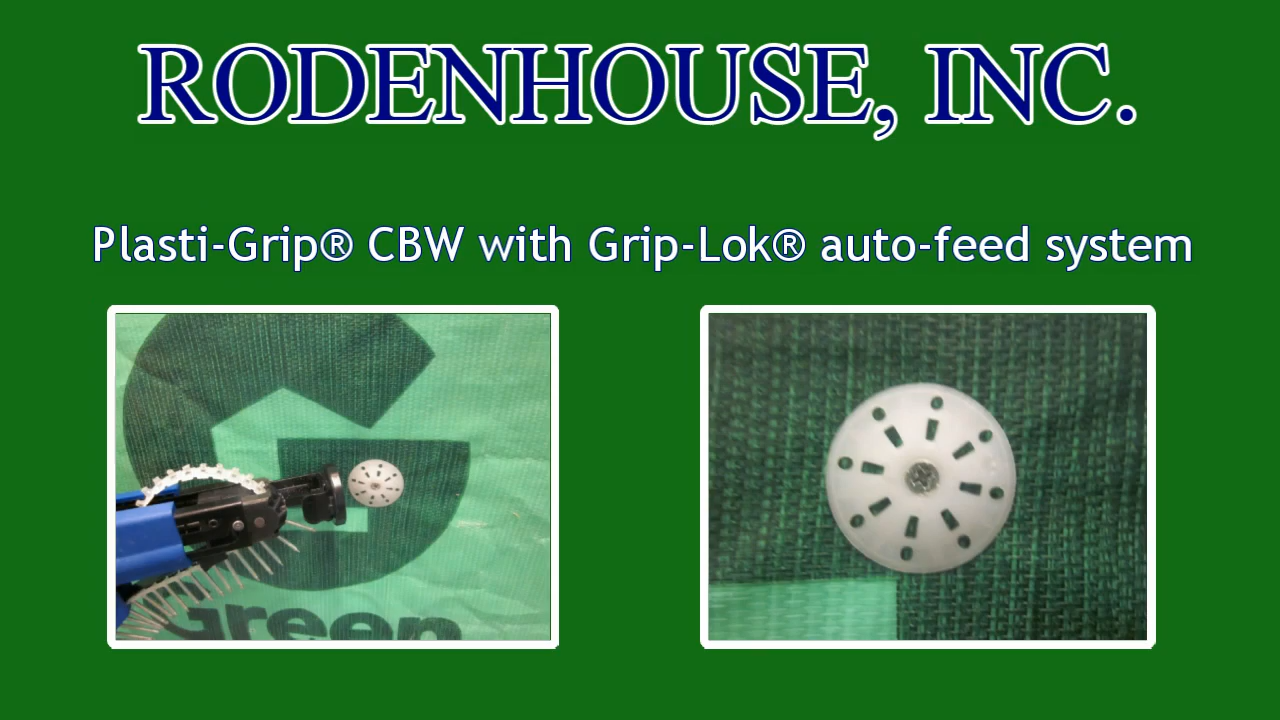 RODENHOUSE, INC.
Plasti-Grip® CBW with Grip-Lok® auto-feed system
Green